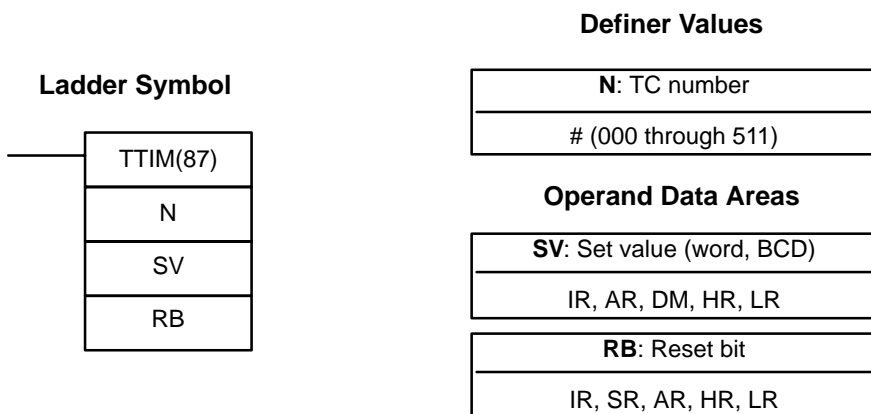 Ladder Symbol
TTIM(87)
N
SV
RB
Definer Values
N: TC number
# (000 through 511)
Operand Data Areas
SV: Set value (word, BCD)
IR, AR, DM, HR, LR
RB: Reset bit
IR, SR, AR, HR, LR